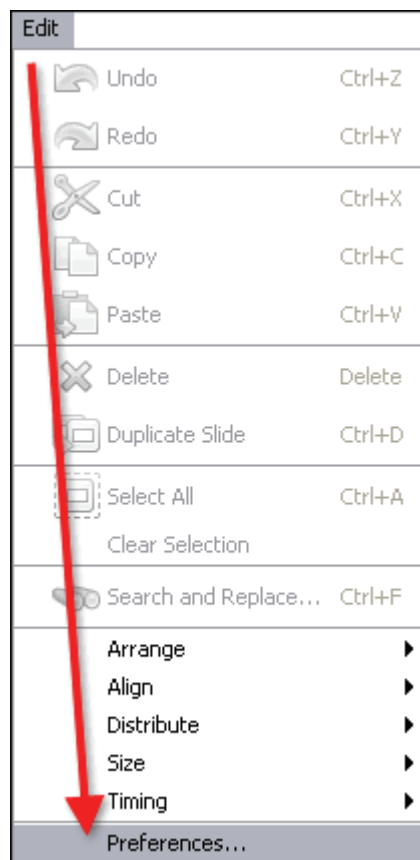 Edit
Undo Ctrl+Z
Redo Ctrl+Y
Cut Ctrl+X
Copy Ctrl+C
Paste Ctrl+V
Delete Delete
Duplicate Slide Ctrl+D
Select All Ctrl+A
Clear Selection
Search and Replace... Ctrl+F
Arrange
Align
Distribute
Size
Timing
Preferences...